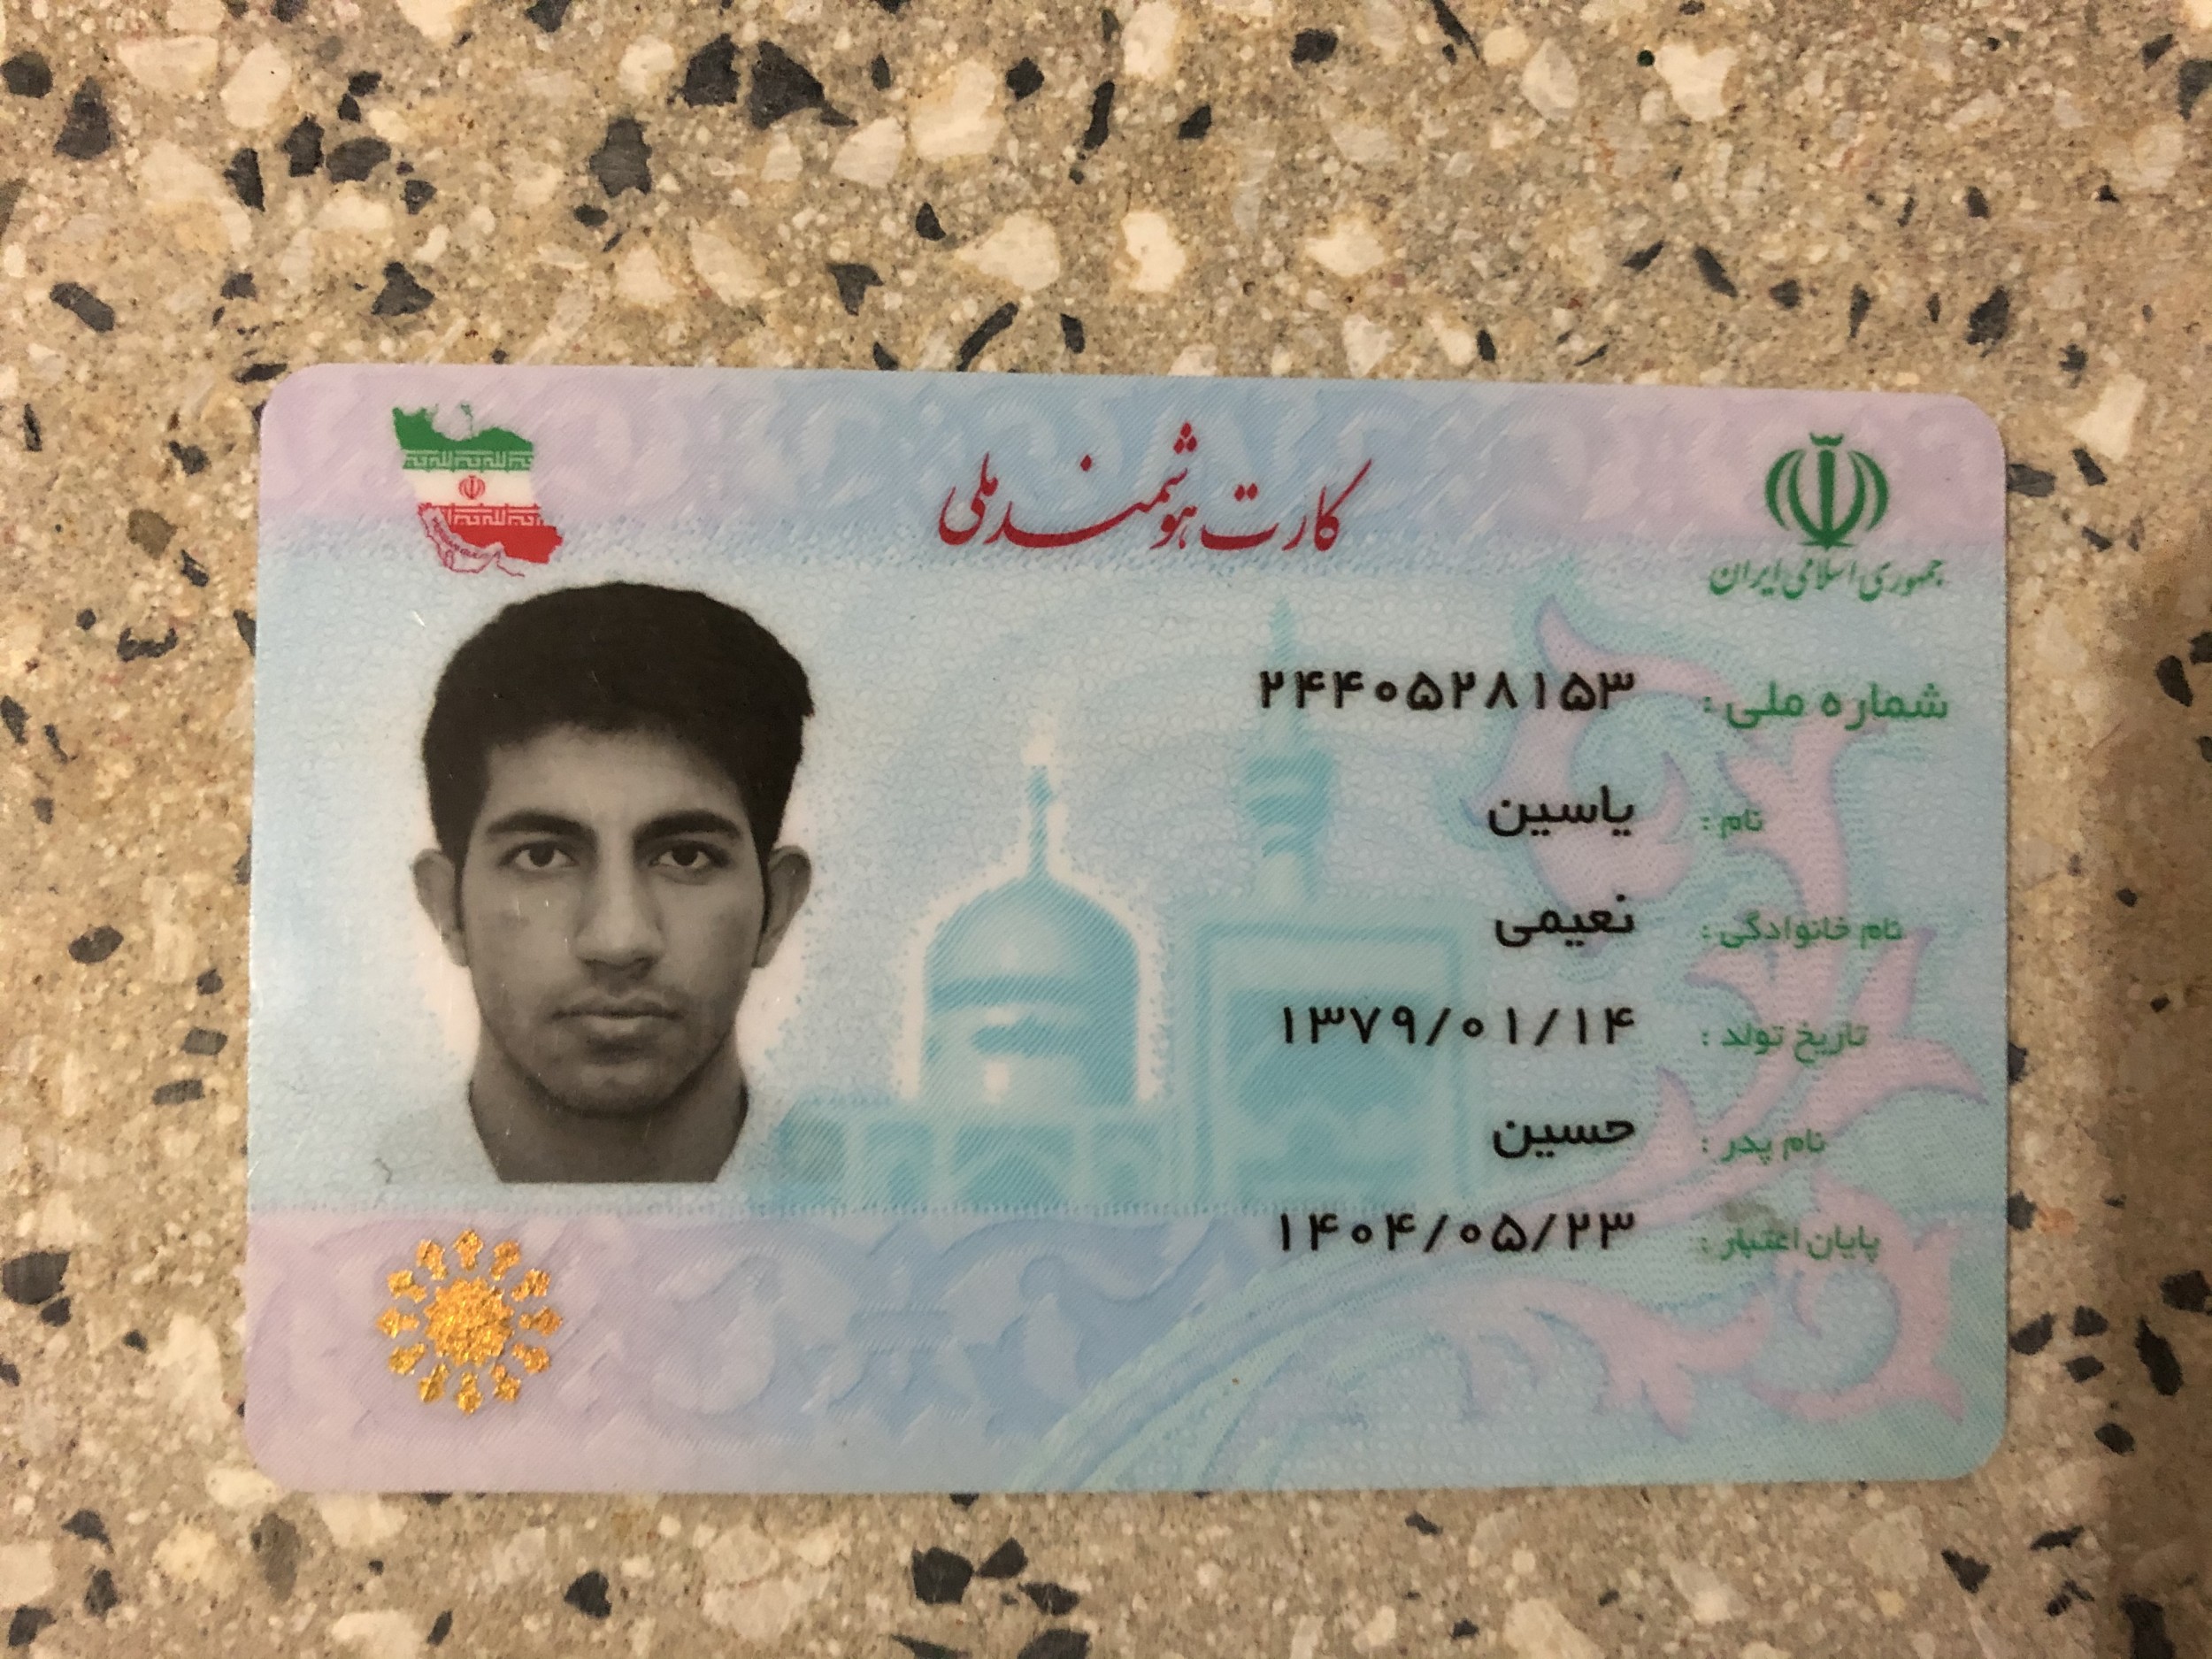 کارت هوشمند ملی
جمهوری اسلامی ایران
شماره ملی : ۲۴۴۰۵۲۸۱۵۳
نام : یاسین
نام خانوادگی : نعیمی
تاریخ تولد : ۱۳۷۹/۰۱/۱۴
نام پدر : حسین
پایان اعتبار : ۱۴۰۴/۰۵/۲۳